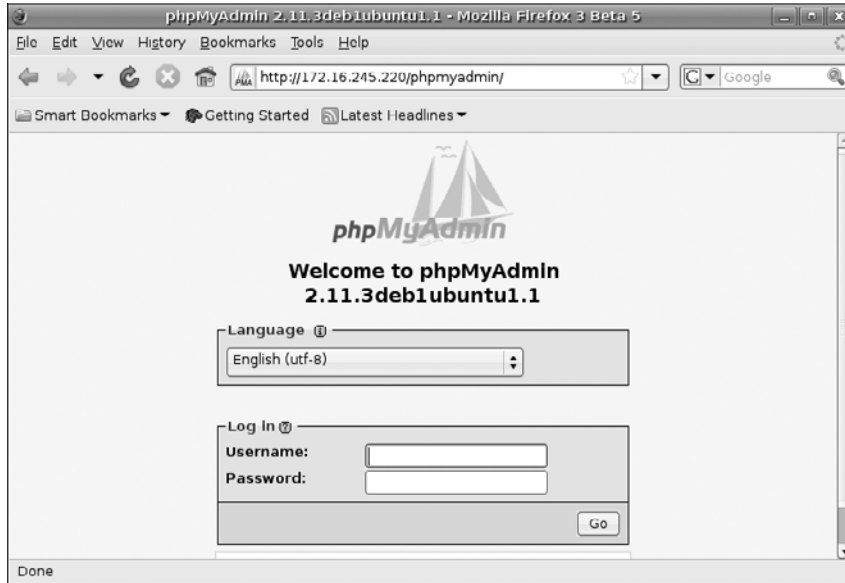 phpMyAdmin 2.11.3deb1ubuntu1.1 - Mozilla Firefox 3 Beta 5
File Edit View History Bookmarks Tools Help
PMA http://172.16.245.220/phpmyadmin/ G Google
Smart Bookmarks Getting Started Latest Headlines
phpMyAdmin
Welcome to phpMyAdmin
2.11.3deb1ubuntu1.1
Language
English (utf-8)
Log in
Username:
Password:
Go
Done